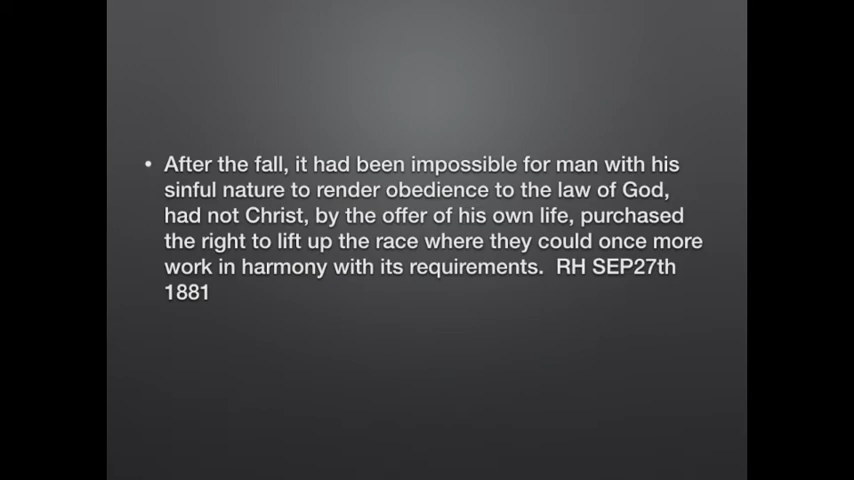 • After the fall, it had been impossible for man with his
sinful nature to render obedience to the law of God,
had not Christ, by the offer of his own life, purchased
the right to lift up the race where they could once more
work in harmony with its requirements.  RH SEP27th
1881